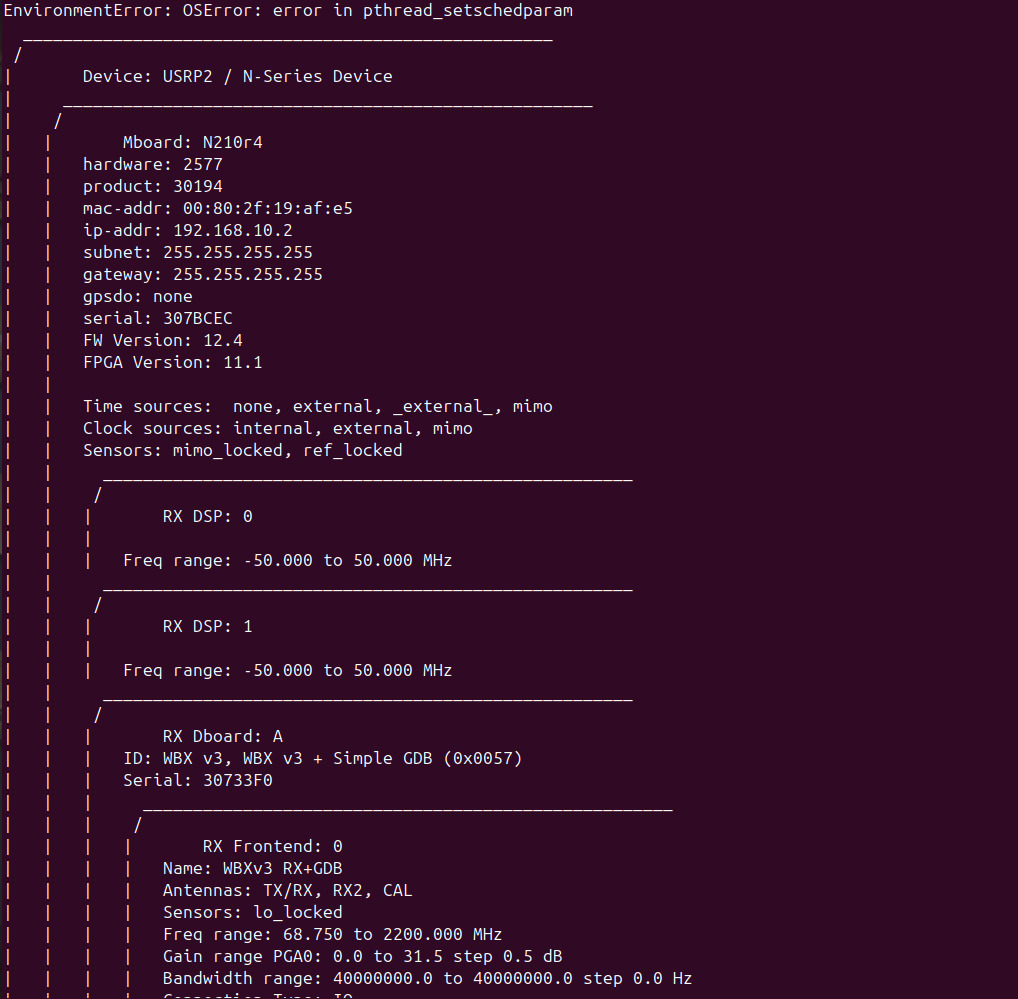 EnvironmentError: OSError: error in pthread_setschedparam
  _____________________________________________________
 /
|       Device: USRP2 / N-Series Device
|     _____________________________________________________
|    /
|   |       Mboard: N210r4
|   |   hardware: 2577
|   |   product: 30194
|   |   mac-addr: 00:80:2f:19:af:e5
|   |   ip-addr: 192.168.10.2
|   |   subnet: 255.255.255.255
|   |   gateway: 255.255.255.255
|   |   gpsdo: none
|   |   serial: 307BCEC
|   |   FW Version: 12.4
|   |   FPGA Version: 11.1
|   |
|   |   Time sources:  none, external, _external_, mimo
|   |   Clock sources: internal, external, mimo
|   |   Sensors: mimo_locked, ref_locked
|   |     _____________________________________________________
|   |    /
|   |   |       RX DSP: 0
|   |   |
|   |   |   Freq range: -50.000 to 50.000 MHz
|   |     _____________________________________________________
|   |    /
|   |   |       RX DSP: 1
|   |   |
|   |   |   Freq range: -50.000 to 50.000 MHz
|   |     _____________________________________________________
|   |    /
|   |   |       RX Dboard: A
|   |   |   ID: WBX v3, WBX v3 + Simple GDB (0x0057)
|   |   |   Serial: 30733F0
|   |   |     _____________________________________________________
|   |   |    /
|   |   |   |       RX Frontend: 0
|   |   |   |   Name: WBXv3 RX+GDB
|   |   |   |   Antennas: TX/RX, RX2, CAL
|   |   |   |   Sensors: lo_locked
|   |   |   |   Freq range: 68.750 to 2200.000 MHz
|   |   |   |   Gain range PGA0: 0.0 to 31.5 step 0.5 dB
|   |   |   |   Bandwidth range: 40000000.0 to 40000000.0 step 0.0 Hz
|   |   |   |   Connection Type: IQ